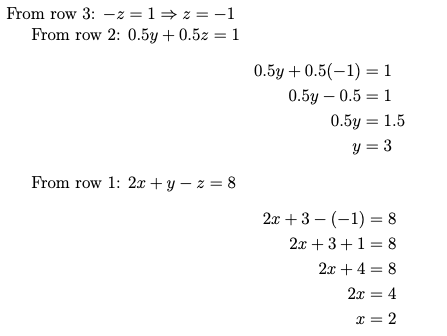 From row 3: −z = 1 ⇒ z = −1
From row 2: 0.5y + 0.5z = 1
0.5y + 0.5(−1) = 1
0.5y − 0.5 = 1
0.5y = 1.5
y = 3
From row 1: 2x + y − z = 8
2x + 3 − (−1) = 8
2x + 3 + 1 = 8
2x + 4 = 8
2x = 4
x = 2